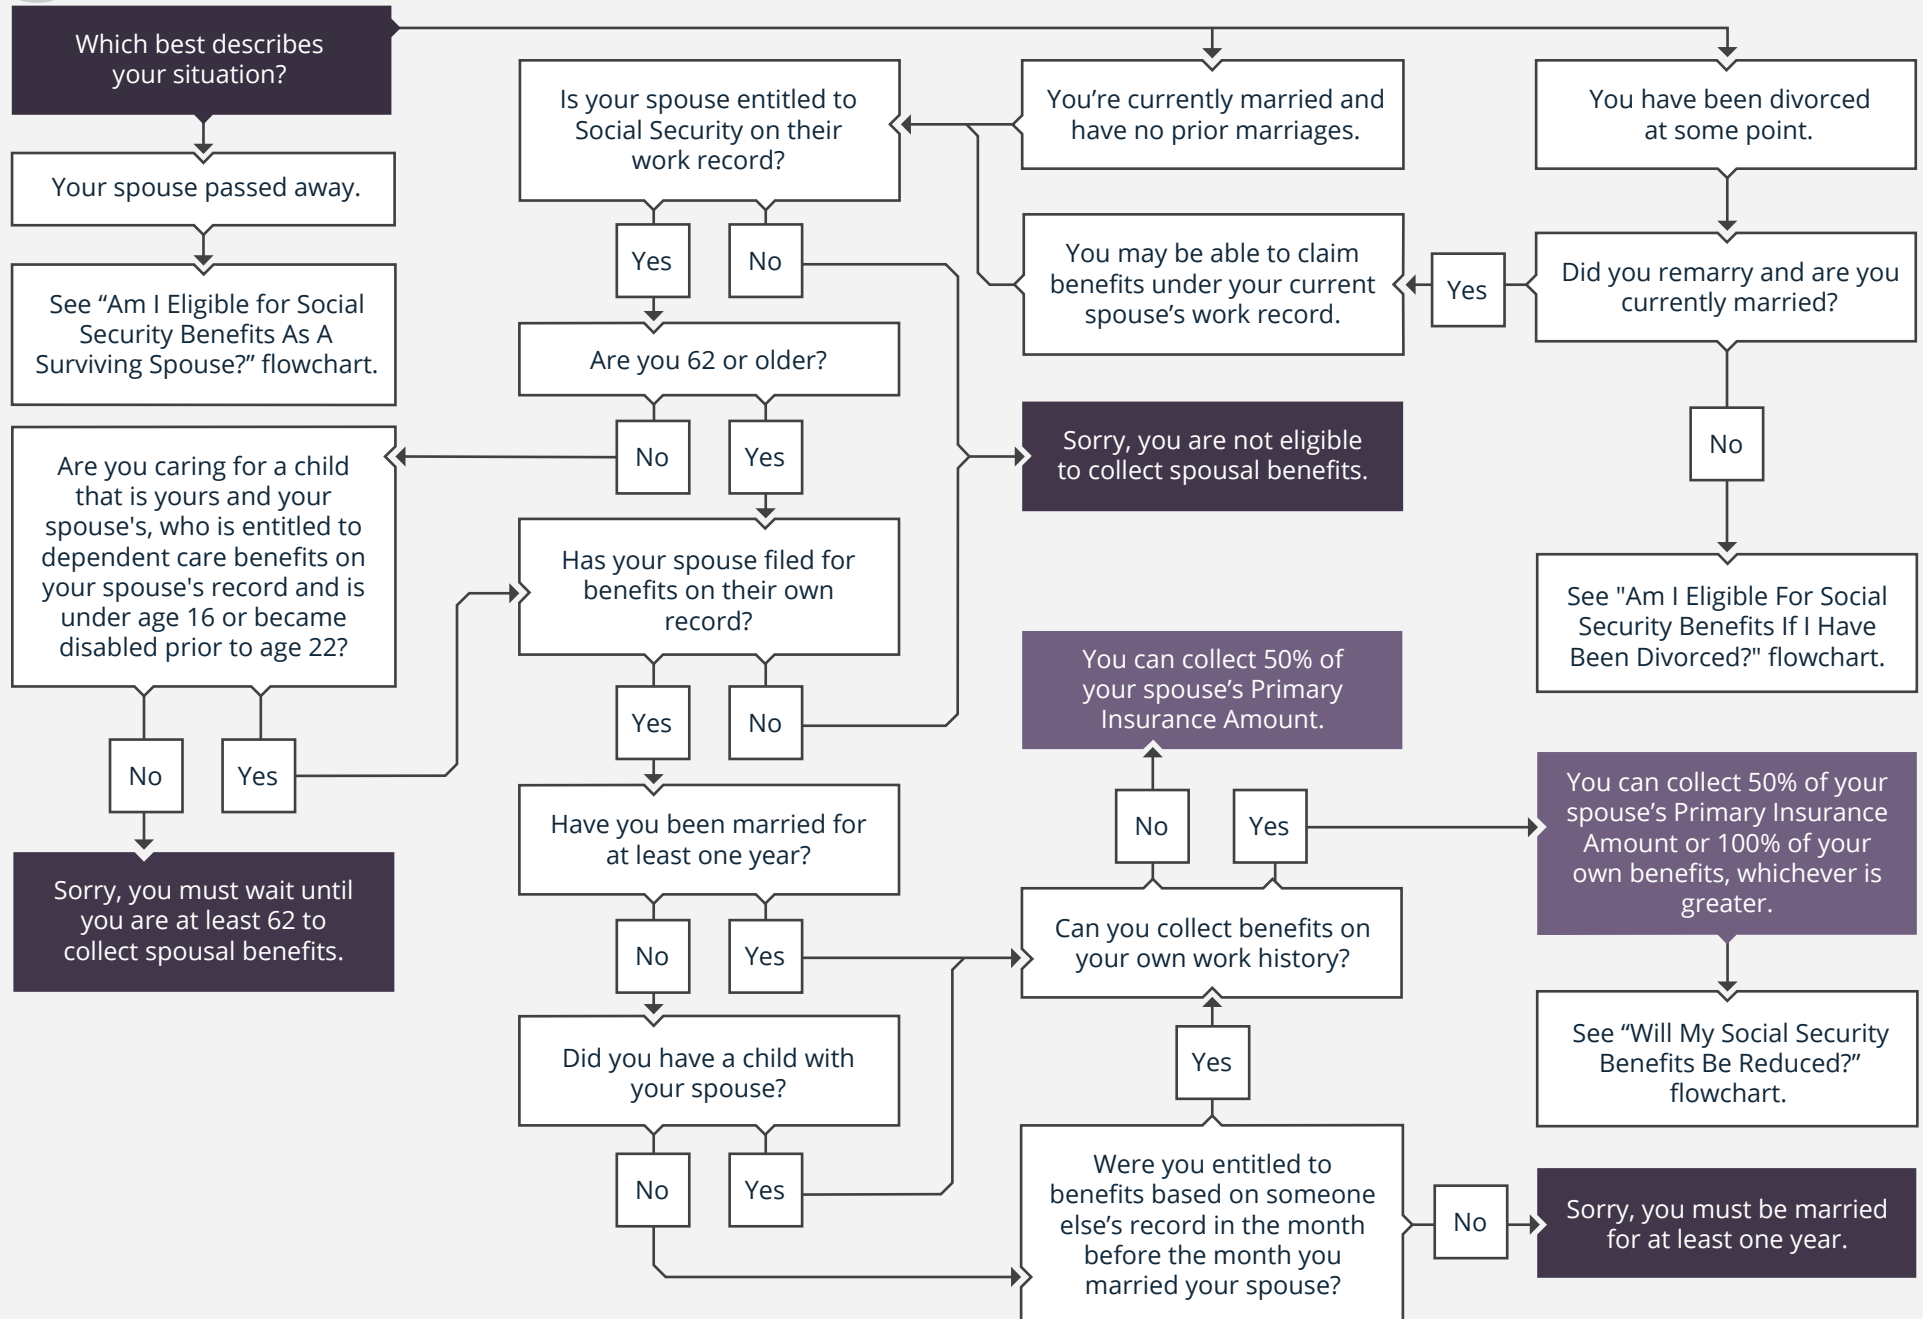 Which best describes
your situation?
Your spouse passed away.
See “Am I Eligible for Social
Security Benefits As A
Surviving Spouse?” flowchart.
Are you caring for a child
that is yours and your
spouse's, who is entitled to
dependent care benefits on
your spouse's record and is
under age 16 or became
disabled prior to age 22?
No
Yes
Sorry, you must wait until
you are at least 62 to
collect spousal benefits.
Is your spouse entitled to
Social Security on their
work record?
Yes
No
Are you 62 or older?
No
Yes
Has your spouse filed for
benefits on their own
record?
Yes
No
Have you been married for
at least one year?
No
Yes
Did you have a child with
your spouse?
No
Yes
You’re currently married and
have no prior marriages.
You may be able to claim
benefits under your current
spouse’s work record.
Yes
Sorry, you are not eligible
to collect spousal benefits.
You can collect 50% of
your spouse’s Primary
Insurance Amount.
No
Yes
Can you collect benefits on
your own work history?
Yes
Were you entitled to
benefits based on someone
else’s record in the month
before the month you
married your spouse?
No
You have been divorced
at some point.
Did you remarry and are you
currently married?
No
See "Am I Eligible For Social
Security Benefits If I Have
Been Divorced?" flowchart.
You can collect 50% of your
spouse’s Primary Insurance
Amount or 100% of your
own benefits, whichever is
greater.
See “Will My Social Security
Benefits Be Reduced?”
flowchart.
Sorry, you must be married
for at least one year.